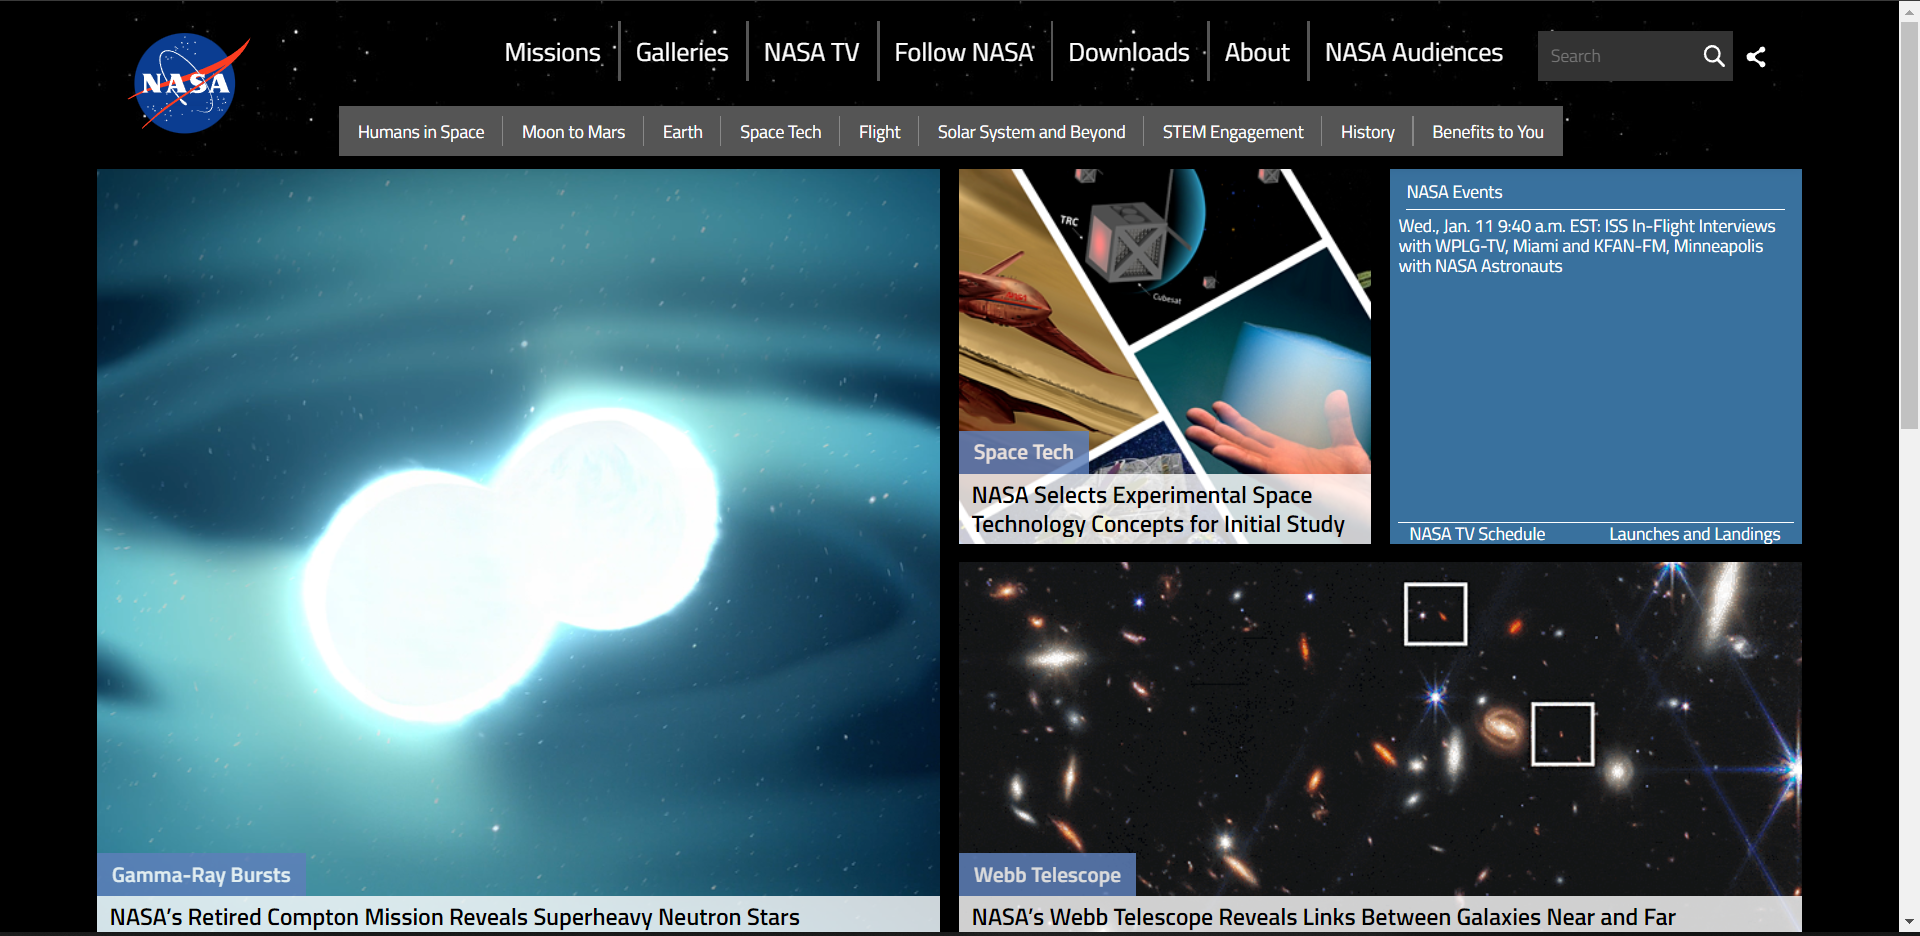 NASA
Missions
Galleries
NASA TV
Follow NASA
Downloads
About
NASA Audiences
Search
Humans in Space
Moon to Mars
Earth
Space Tech
Flight
Solar System and Beyond
STEM Engagement
History
Benefits to You
Gamma-Ray Bursts
NASA’s Retired Compton Mission Reveals Superheavy Neutron Stars
TRC
Cubesat
Space Tech
NASA Selects Experimental Space
Technology Concepts for Initial Study
NASA Events
Wed., Jan. 11 9:40 a.m. EST: ISS In-Flight Interviews
with WPLG-TV, Miami and KFAN-FM, Minneapolis
with NASA Astronauts
NASA TV Schedule
Launches and Landings
Webb Telescope
NASA’s Webb Telescope Reveals Links Between Galaxies Near and Far